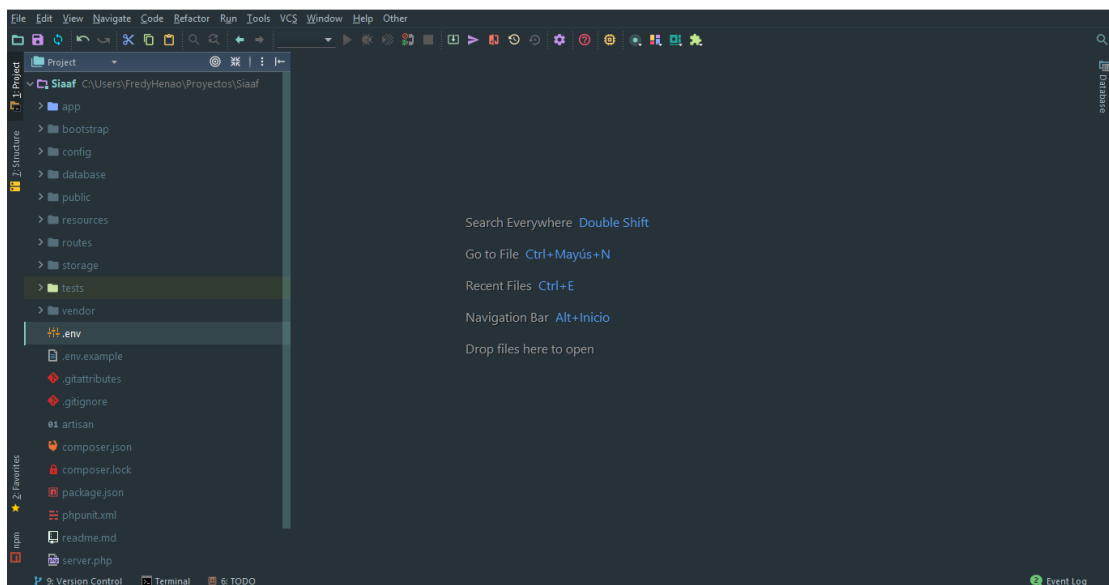 File Edit View Navigate Code Refactor Run Tools VCS Window Help Other
Project
1: Project
Siaaf C:\Users\FredyHenao\Proyectos\Siaaf
app
bootstrap
config
database
public
resources
routes
storage
tests
vendor
.env
.env.example
.gitattributes
.gitignore
artisan
composer.json
composer.lock
package.json
phpunit.xml
readme.md
server.php
7: Structure
2: Favorites
npm
Search Everywhere Double Shift
Go to File Ctrl+Mayús+N
Recent Files Ctrl+E
Navigation Bar Alt+Inicio
Drop files here to open
Database
9: Version Control Terminal 6: TODO
2 Event Log